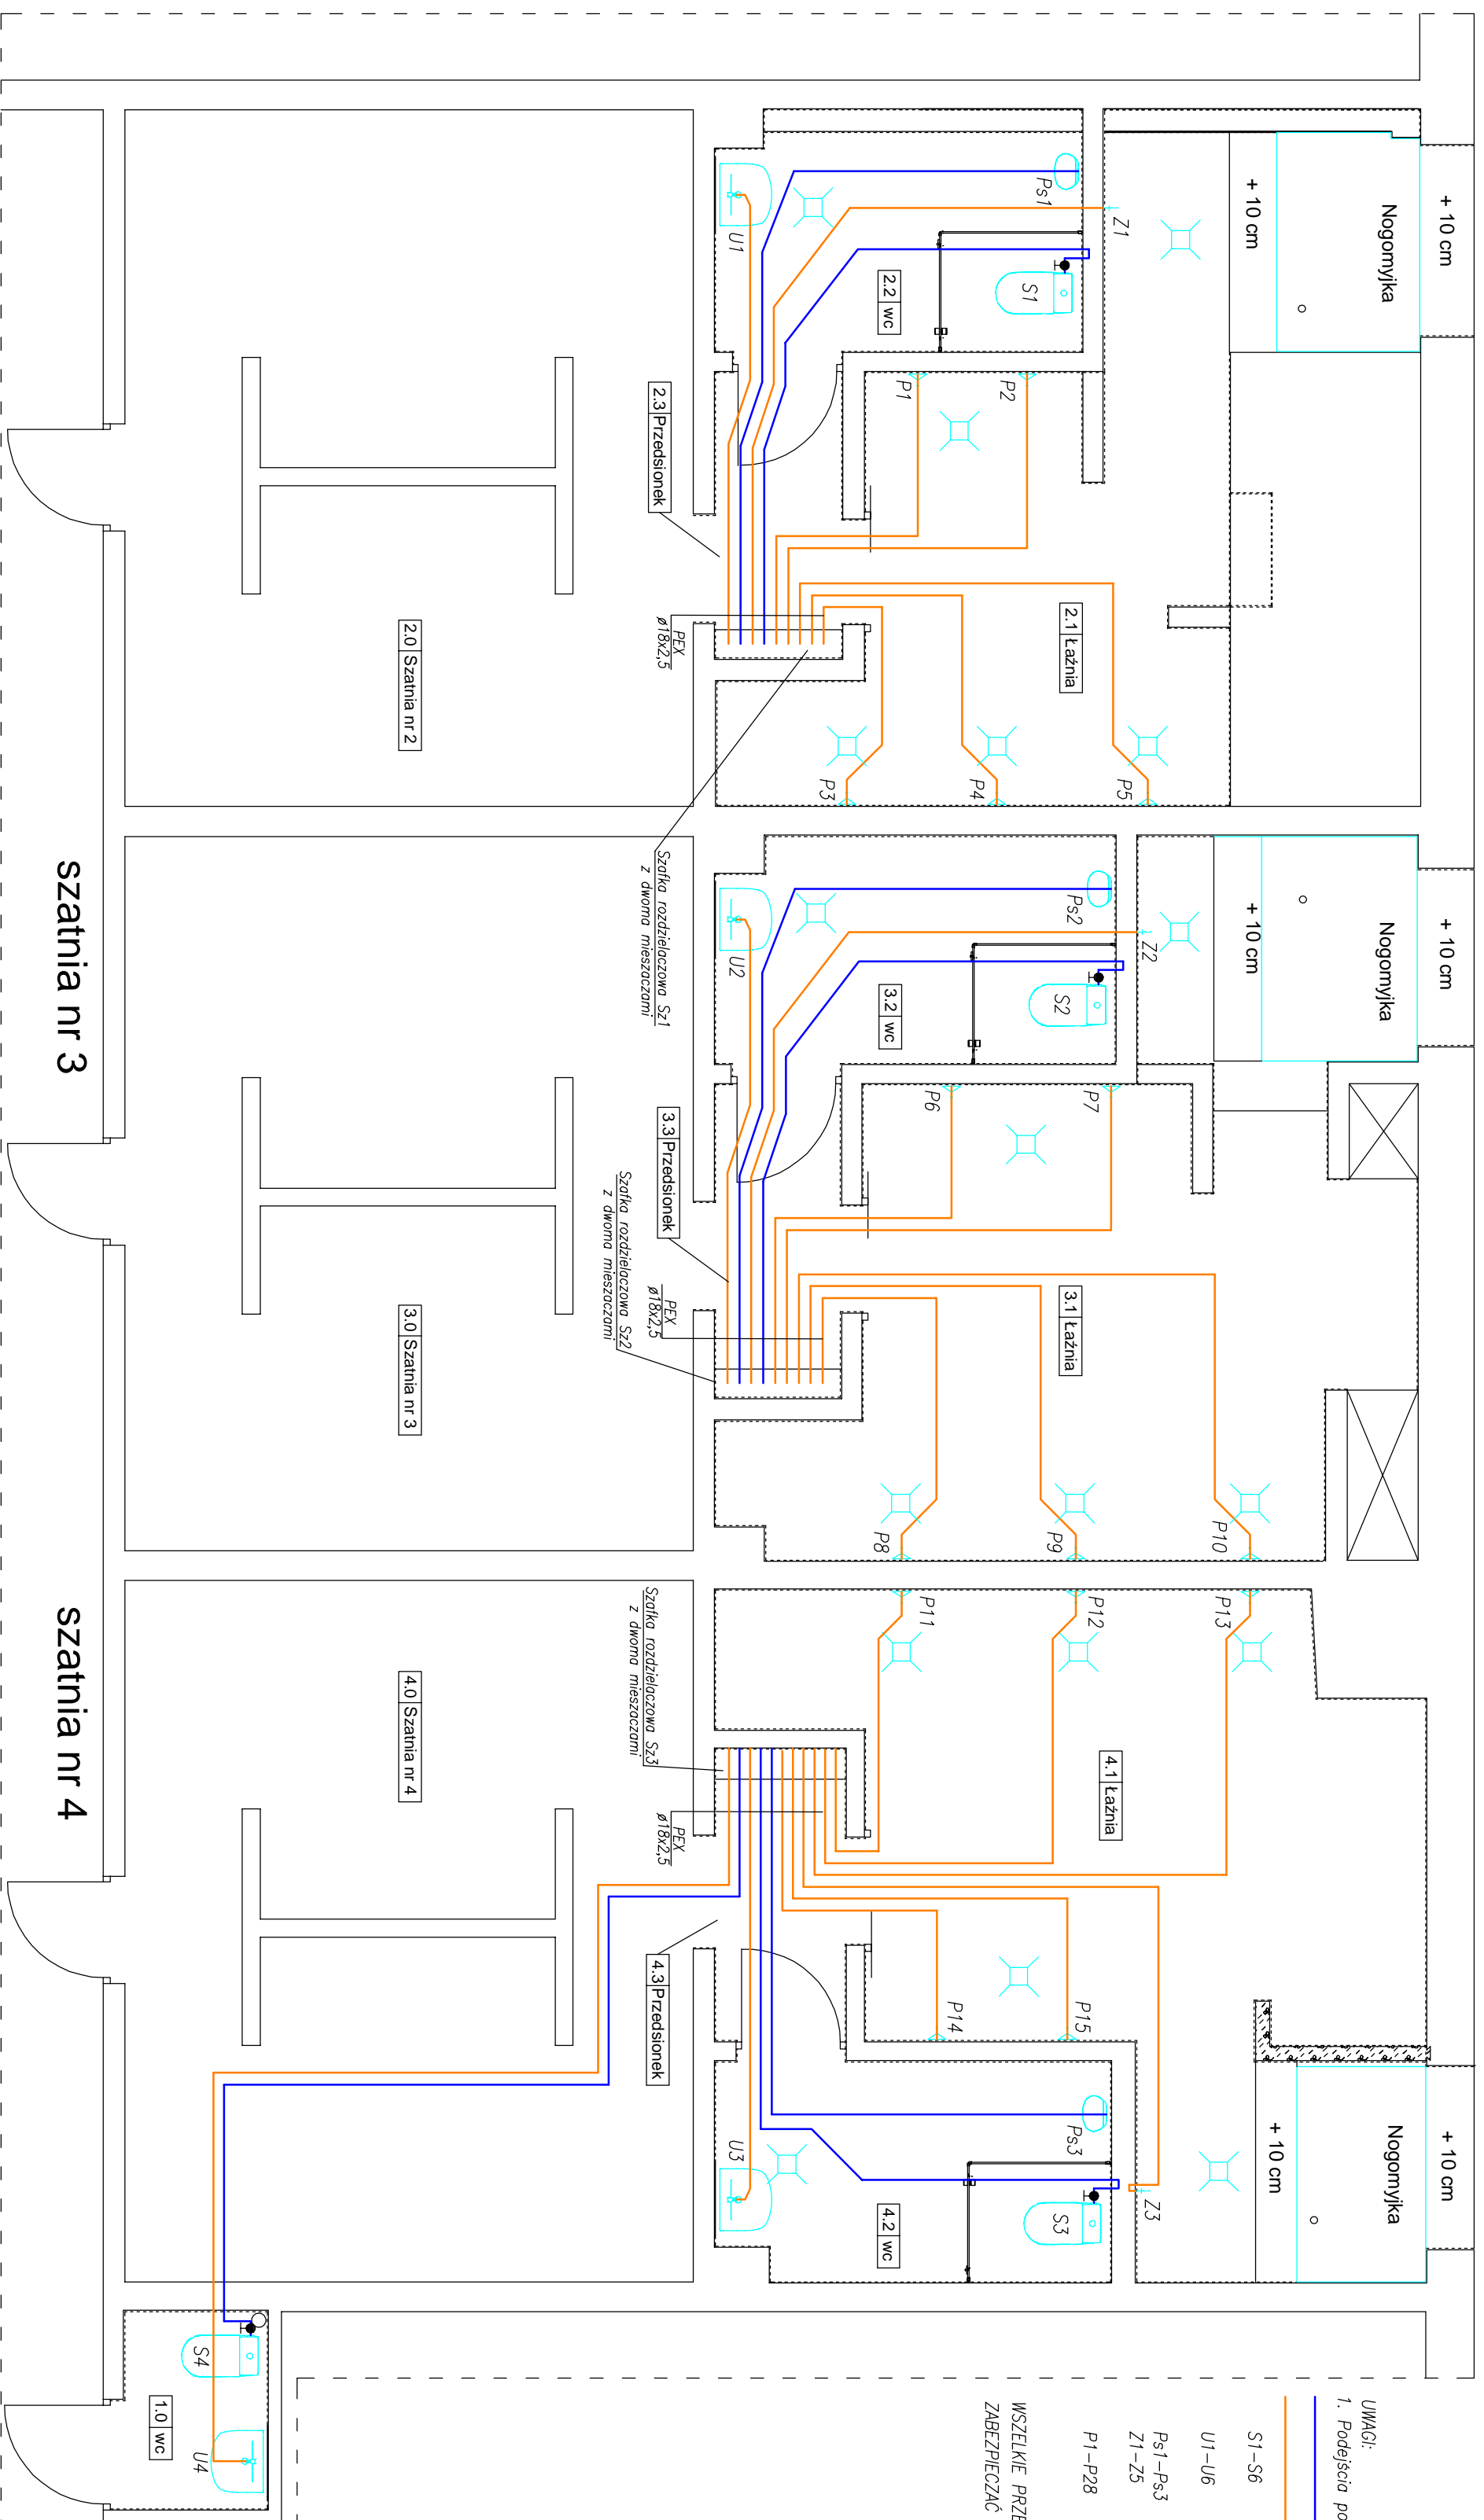 + 10 cm
Nogomyjka
+ 10 cm
Z1
Ps1
S1
U1
2.2 wc
P1
P2
2.3 Przedsionek
PEX
ø18x2,5
2.1 Łaźnia
2.0 Szatnia nr 2
P3
P4
P5
Szafka rozdzielaczowa Sz1
z dwoma mieszaczami
szatnia nr 3
+ 10 cm
Nogomyjka
+ 10 cm
Z2
Ps2
S2
U2
3.2 wc
P6
P7
3.3 Przedsionek
Szafka rozdzielaczowa Sz2
z dwoma mieszaczami
PEX
ø18x2,5
3.1 Łaźnia
3.0 Szatnia nr 3
P8
P9
P10
szatnia nr 4
P11
P12
P13
Szafka rozdzielaczowa Sz3
z dwoma mieszaczami
4.0 Szatnia nr 4
4.1 Łaźnia
PEX
ø18x2,5
4.3 Przedsionek
P14
P15
+ 10 cm
Nogomyjka
+ 10 cm
Z3
Ps3
S3
U3
4.2 wc
S4
1.0 wc
U4
UWAGI:
1. Podejścia po
S1-S6
U1-U6
Ps1-Ps3
Z1-Z5
P1-P28
WSZELKIE PRZE
ZABEZPIECZAĆ